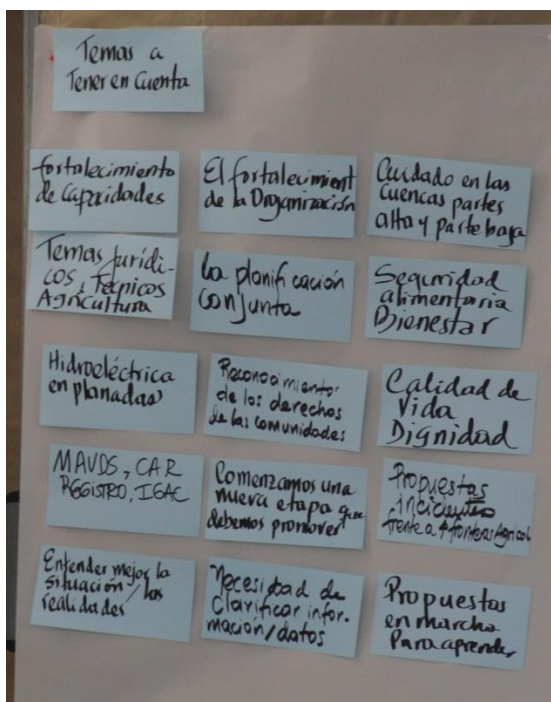 Temas a
Tener en Cuenta
fortalecimiento
de Capacidades
El fortalecimient
de la Organización
Cuidado en las
cuencas partes
alta y parte baja
Temas Jurídi-
cos, Técnicos
Agricultura
la planificación
conjunta
Seguridad
alimentaria
Bienestar
Hidroeléctrica
en planadas
Reconocimiento
de los derechos
de las comunidades
Calidad de
Vida
Dignidad
MAVDS, CAR
REGISTRO, IGAC
Comenzamos una
nueva etapa que
debemos promover
Propuestas
frente a
Entender mejor la
situación / las
realidades
Necesidad de
Clarificar infor-
mación/datos
Propuestas
en marcha
Para aprender